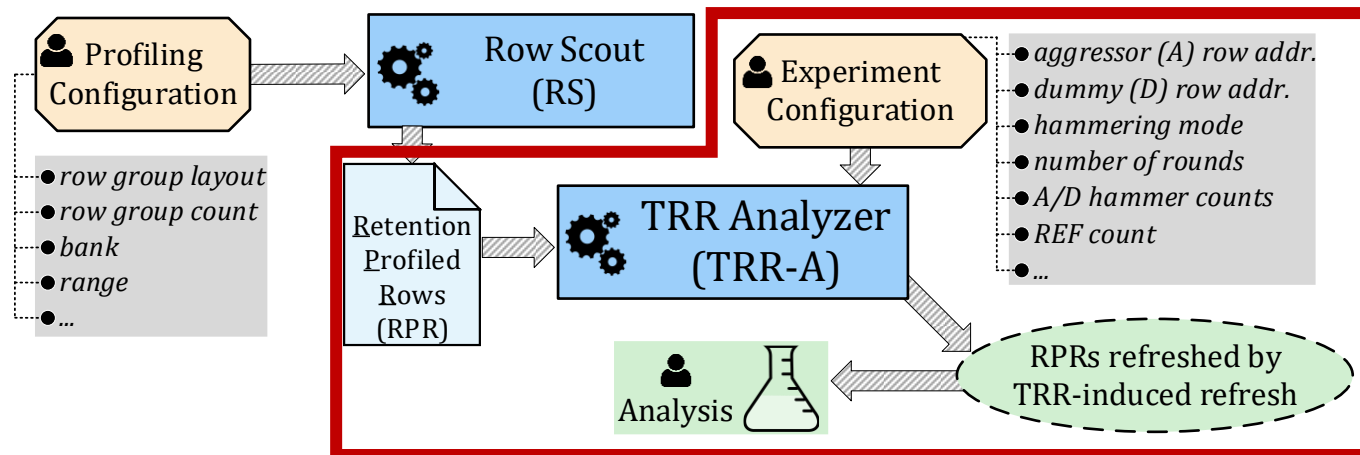 Profiling
Configuration
Row Scout
(RS)
Experiment
Configuration
● aggressor (A) row addr.
● dummy (D) row addr.
● hammering mode
● number of rounds
● A/D hammer counts
● REF count
● ...
● row group layout
● row group count
● bank
● range
● ...
Retention
Profiled
Rows
(RPR)
TRR Analyzer
(TRR-A)
RPRs refreshed by
TRR-induced refresh
Analysis